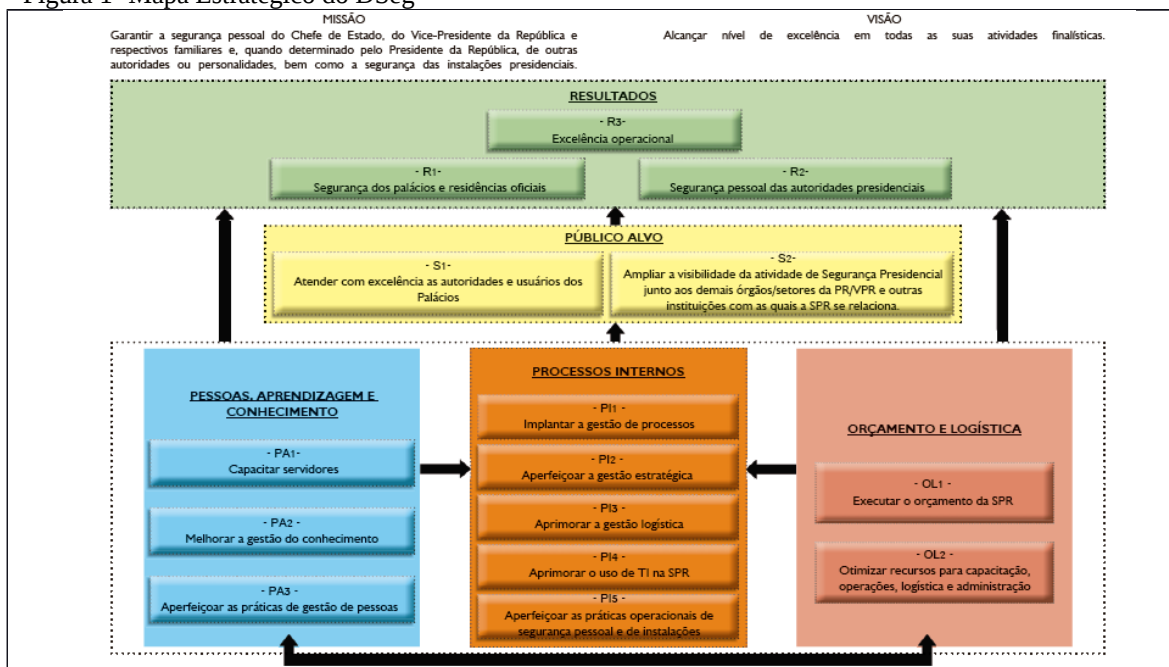 Figura 1- Mapa Estratégico do DSeg
MISSÃO
Garantir a segurança pessoal do Chefe de Estado, do Vice-Presidente da República e
respectivos familiares e, quando determinado pelo Presidente da República, de outras
autoridades ou personalidades, bem como a segurança das instalações presidenciais.
VISÃO
Alcançar nível de excelência em todas as suas atividades finalísticas.
RESULTADOS
- R3-
Excelência operacional
- R1-
Segurança dos palácios e residências oficiais
- R2-
Segurança pessoal das autoridades presidenciais
PÚBLICO ALVO
- S1-
Atender com excelência as autoridades e usuários dos
Palácios
- S2-
Ampliar a visibilidade da atividade de Segurança Presidencial
junto aos demais órgãos/setores da PR/VPR e outras
instituições com as quais a SPR se relaciona.
PESSOAS, APRENDIZAGEM E
CONHECIMENTO
- PA1-
Capacitar servidores
- PA2-
Melhorar a gestão do conhecimento
- PA3-
Aperfeiçoar as práticas de gestão de pessoas
PROCESSOS INTERNOS
- PI1 -
Implantar a gestão de processos
- PI2 -
Aperfeiçoar a gestão estratégica
- PI3 -
Aprimorar a gestão logística
- PI4 -
Aprimorar o uso de TI na SPR
- PI5 -
Aperfeiçoar as práticas operacionais de
segurança pessoal e de instalações
ORÇAMENTO E LOGÍSTICA
- OL1 -
Executar o orçamento da SPR
- OL2 -
Otimizar recursos para capacitação,
operações, logística e administração